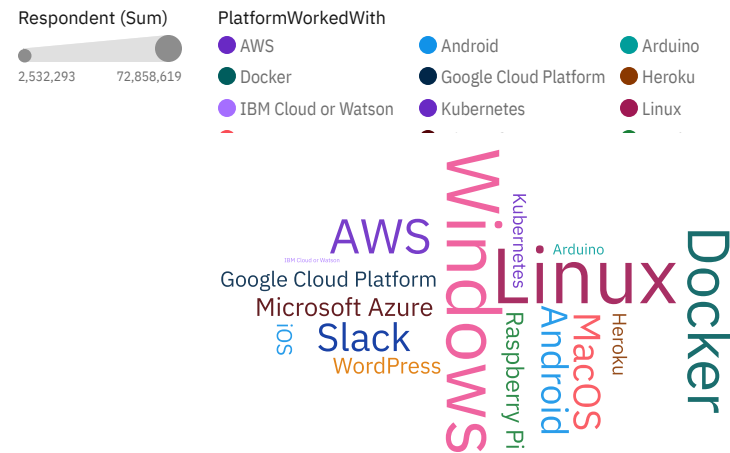 Respondent (Sum)
2,532,293
72,858,619
PlatformWorkedWith
AWS
Android
Arduino
Docker
Google Cloud Platform
Heroku
IBM Cloud or Watson
Kubernetes
Linux
Windows
Kubernetes
AWS
Arduino
IBM Cloud or Watson
Linux
Docker
Google Cloud Platform
Microsoft Azure
Slack
iOS
WordPress
Raspberry Pi
Android
MacOS
Heroku